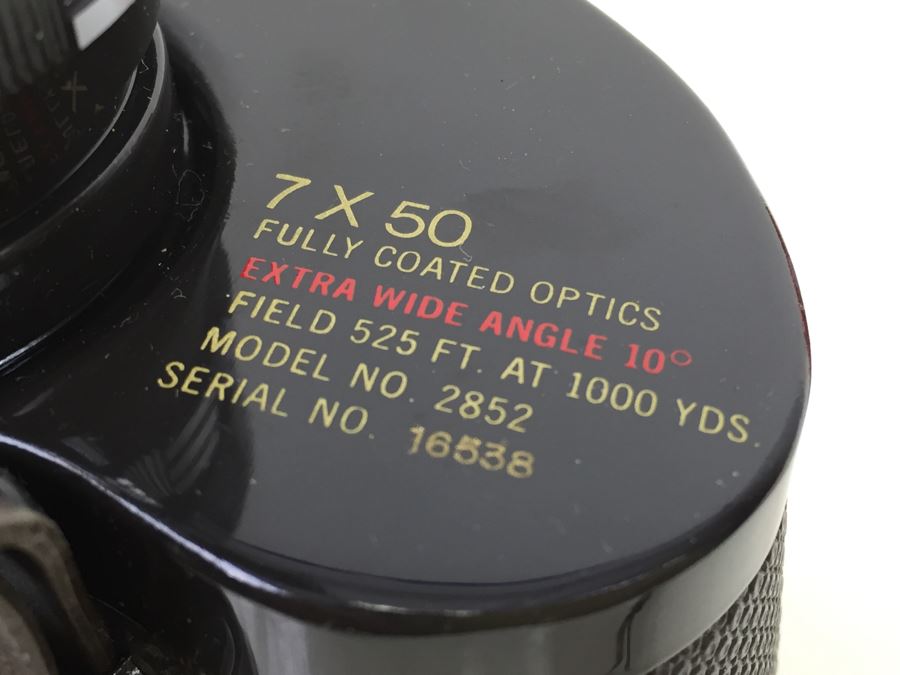 7 X 50
FULLY COATED OPTICS
EXTRA WIDE ANGLE 10°
FIELD 525 FT. AT 1000 YDS.
MODEL NO. 2852
SERIAL NO. 16538